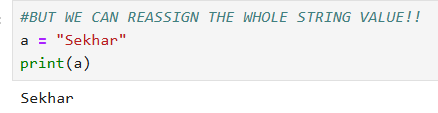 #BUT WE CAN REASSIGN THE WHOLE STRING VALUE!!
a = "Sekhar"
print(a)
Sekhar